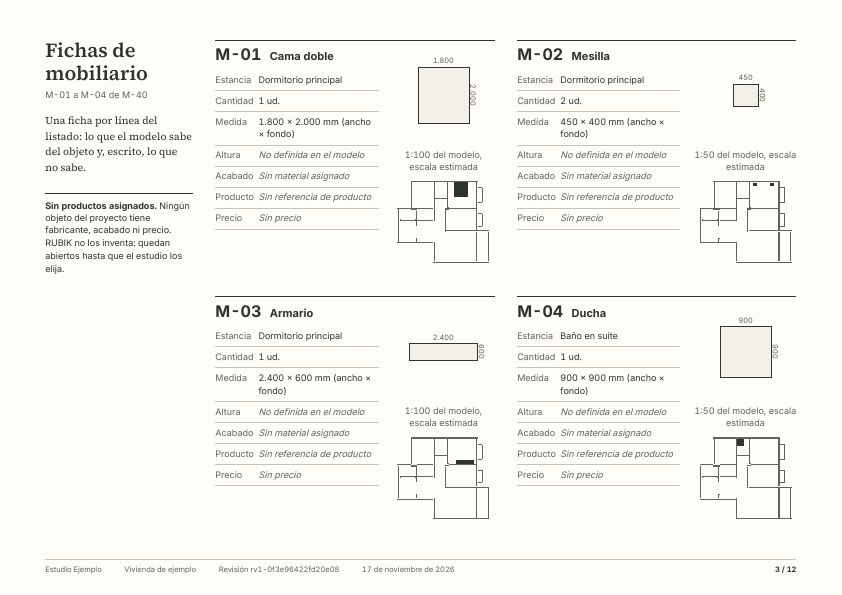 Fichas de
mobiliario
M-01 a M-04 de M-40
Una ficha por línea del
listado: lo que el modelo sabe
del objeto y, escrito, lo que
no sabe.
Sin productos asignados. Ningún
objeto del proyecto tiene
fabricante, acabado ni precio.
RUBIK no los inventa: quedan
abiertos hasta que el estudio los
elija.
M-01 Cama doble
Estancia Dormitorio principal
Cantidad 1 ud.
Medida 1.800 × 2.000 mm (ancho
× fondo)
Altura No definida en el modelo
Acabado Sin material asignado
Producto Sin referencia de producto
Precio Sin precio
1.800
2.000
1:100 del modelo,
escala estimada
M-02 Mesilla
Estancia Dormitorio principal
Cantidad 2 ud.
Medida 450 × 400 mm (ancho ×
fondo)
Altura No definida en el modelo
Acabado Sin material asignado
Producto Sin referencia de producto
Precio Sin precio
450
400
1:50 del modelo, escala
estimada
M-03 Armario
Estancia Dormitorio principal
Cantidad 1 ud.
Medida 2.400 × 600 mm (ancho ×
fondo)
Altura No definida en el modelo
Acabado Sin material asignado
Producto Sin referencia de producto
Precio Sin precio
2.400
600
1:100 del modelo,
escala estimada
M-04 Ducha
Estancia Baño en suite
Cantidad 1 ud.
Medida 900 × 900 mm (ancho ×
fondo)
Altura No definida en el modelo
Acabado Sin material asignado
Producto Sin referencia de producto
Precio Sin precio
900
900
1:50 del modelo, escala
estimada
Estudio Ejemplo Vivienda de ejemplo Revisión rv1-0f3e96422fd20e08 17 de noviembre de 2026 3 / 12